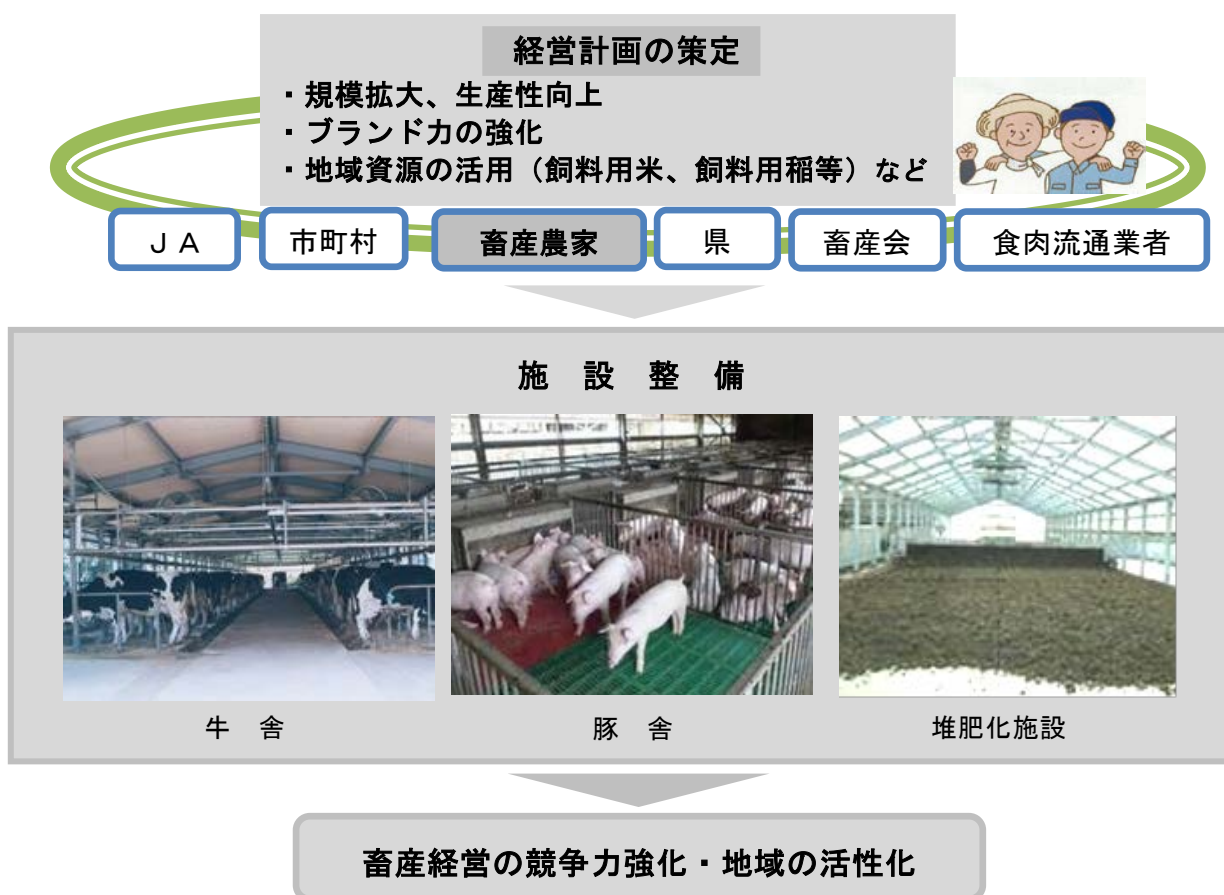 経営計画の策定
・規模拡大、生産性向上
・ブランド力の強化
・地域資源の活用（飼料用米、飼料用稲等）など
ＪＡ
市町村
畜産農家
県
畜産会
食肉流通業者
施設整備
牛舎
豚舎
堆肥化施設
畜産経営の競争力強化・地域の活性化